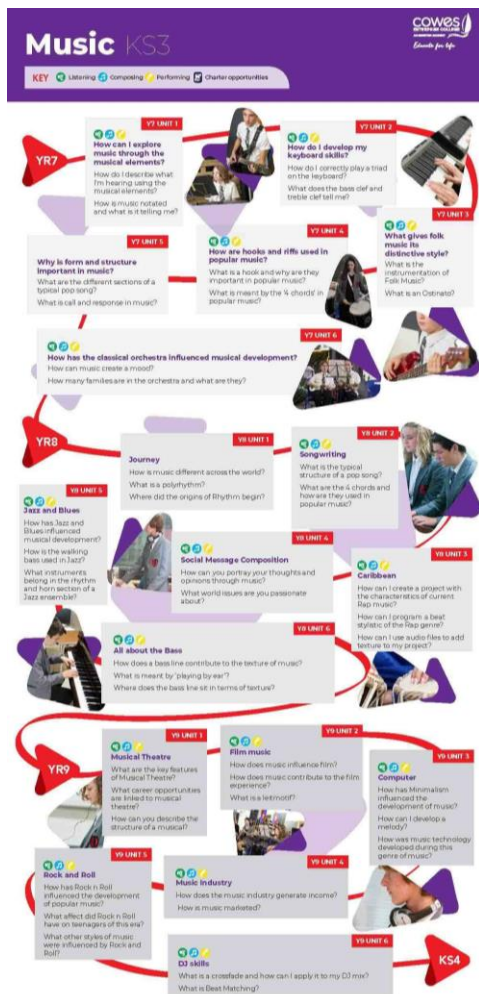 Music KS3
cowes
Educate for life
KEY Listening Composing Performing Charter opportunities
YR7
Y7 UNIT 1
How can I explore
music through the
musical elements?
How do I describe what
I'm hearing using the
musical elements?
How is music notated
and what is it telling me?
Y7 UNIT 2
How do I develop my
keyboard skills?
How do I correctly play a triad
on the keyboard?
What does the bass clef and
treble clef tell me?
Y7 UNIT 3
What gives folk
music its
distinctive style?
What is the
instrumentation of
Folk Music?
What is an Ostinato?
Y7 UNIT 4
How are hooks and riffs used in
popular music?
What is a hook and why are they
important in popular music?
What is meant by the '4 chords' in
popular music?
Y7 UNIT 5
Why is form and structure
important in music?
What are the different sections of a
typical pop song?
What is call and response in music?
Y7 UNIT 6
How has the classical orchestra influenced musical development?
How can music create a mood?
How many families are in the orchestra and what are they?
YR8
Y8 UNIT 1
Journey
How is music different across the world?
What is a polyrhythm?
Where did the origins of Rhythm begin?
Y8 UNIT 2
Songwriting
What is the typical
structure of a pop song?
What are the 4 chords and
how are they used in
popular music?
Y8 UNIT 3
Caribbean
How can I create a project with
the characteristics of current
Rap music?
How can I program a beat
stylistic of the Rap genre?
How can I use audio files to add
texture to my project?
Y8 UNIT 4
Social Message Composition
How can you portray your thoughts and
opinions through music?
What world issues are you passionate
about?
Y8 UNIT 5
Jazz and Blues
How has Jazz and
Blues influenced
musical development?
How is the walking
bass used in Jazz?
What instruments
belong in the rhythm
and horn section of a
Jazz ensemble?
Y8 UNIT 6
All about the Bass
How does a bass line contribute to the texture of music?
What is meant by 'playing by ear'?
Where does the bass line sit in terms of texture?
YR9
Y9 UNIT 1
Musical Theatre
What are the key features
of Musical Theatre?
What career opportunities
are linked to musical
theatre?
How can you describe the
structure of a musical?
Y9 UNIT 2
Film music
How does music influence film?
How does music contribute to the film
experience?
What is a leitmotif?
Y9 UNIT 3
Computer
How has Minimalism
influenced the
development of music?
How can I develop a
melody?
How was music technology
developed during this
genre of music?
Y9 UNIT 4
Music Industry
How does the music industry generate income?
How is music marketed?
Y9 UNIT 5
Rock and Roll
How has Rock n Roll
influenced the development
of popular music?
What affect did Rock n Roll
have on teenagers of this era?
What other styles of music
were influenced by Rock and
Roll?
Y9 UNIT 6
DJ skills
What is a crossfade and how can I apply it to my DJ mix?
What is Beat Matching?
KS4